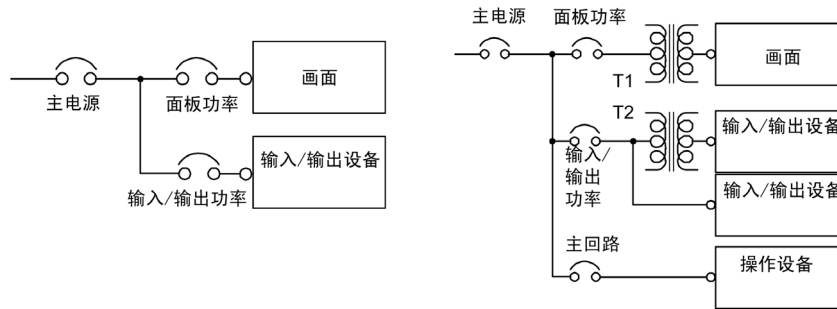 主电源
面板功率
画面
输入/输出功率
输入/输出设备
主电源
面板功率
T1
画面
T2
输入/
输出
功率
输入/输出设备
输入/输出设备
主回路
操作设备